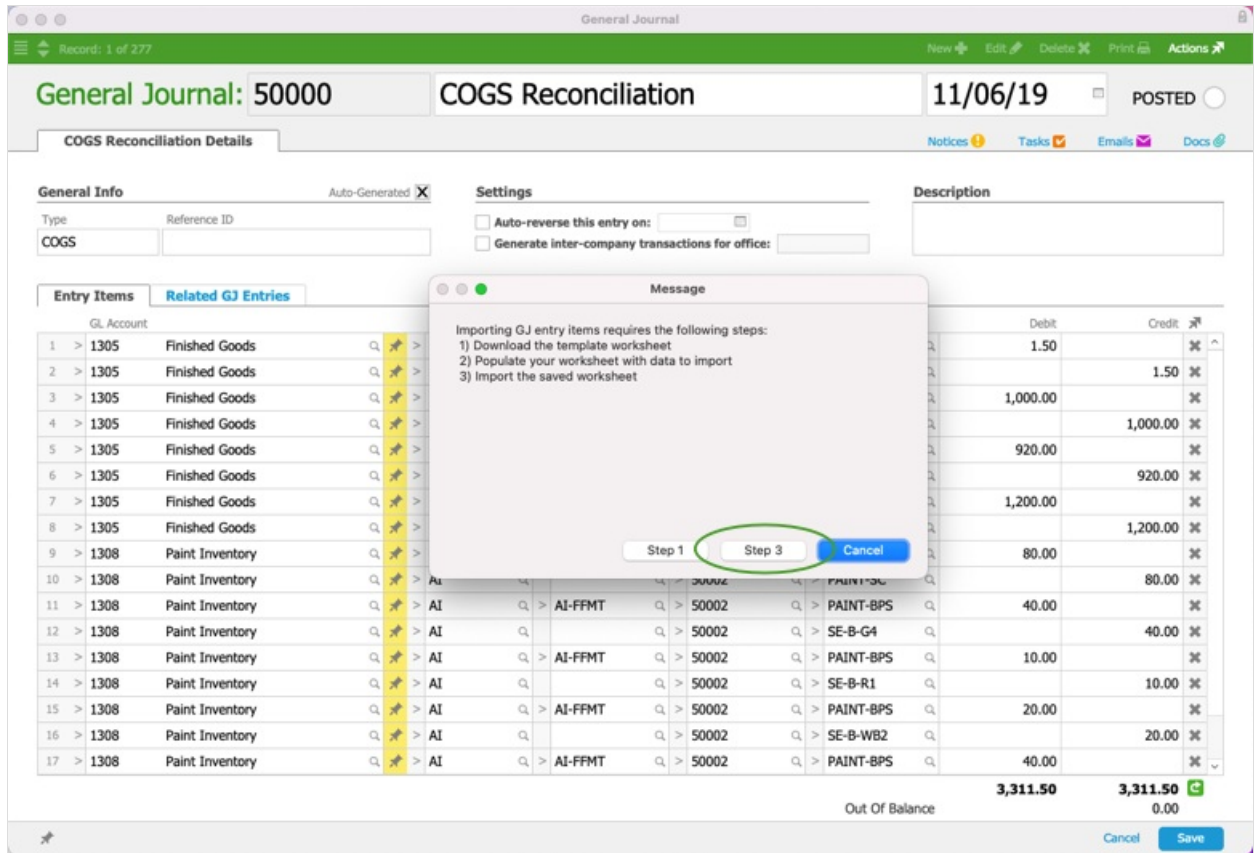 General Journal
Record: 1 of 277 New Edit Delete Print Actions
General Journal: 50000 COGS Reconciliation 11/06/19 POSTED
COGS Reconciliation Details Notices Tasks Emails Docs
General Info Auto-Generated X Settings Description
Type Reference ID Auto-reverse this entry on:
COGS Generate inter-company transactions for office:
Entry Items Related GJ Entries Message
GL Account Debit Credit
Importing GJ entry items requires the following steps:
1) Download the template worksheet
2) Populate your worksheet with data to import
3) Import the saved worksheet
Step 1 Step 3 Cancel
1 > 1305 Finished Goods > 1.50
2 > 1305 Finished Goods > 1.50
3 > 1305 Finished Goods > 1,000.00
4 > 1305 Finished Goods > 1,000.00
5 > 1305 Finished Goods > 920.00
6 > 1305 Finished Goods > 920.00
7 > 1305 Finished Goods > 1,200.00
8 > 1305 Finished Goods > 1,200.00
9 > 1308 Paint Inventory > 80.00
10 > 1308 Paint Inventory > AI > 50002 > PAINT-SC 80.00
11 > 1308 Paint Inventory > AI > AI-FFMT > 50002 > PAINT-BPS 40.00
12 > 1308 Paint Inventory > AI > 50002 > SE-B-G4 40.00
13 > 1308 Paint Inventory > AI > AI-FFMT > 50002 > PAINT-BPS 10.00
14 > 1308 Paint Inventory > AI > 50002 > SE-B-R1 10.00
15 > 1308 Paint Inventory > AI > AI-FFMT > 50002 > PAINT-BPS 20.00
16 > 1308 Paint Inventory > AI > 50002 > SE-B-WB2 20.00
17 > 1308 Paint Inventory > AI > AI-FFMT > 50002 > PAINT-BPS 40.00
3,311.50 3,311.50
Out Of Balance 0.00
Cancel Save